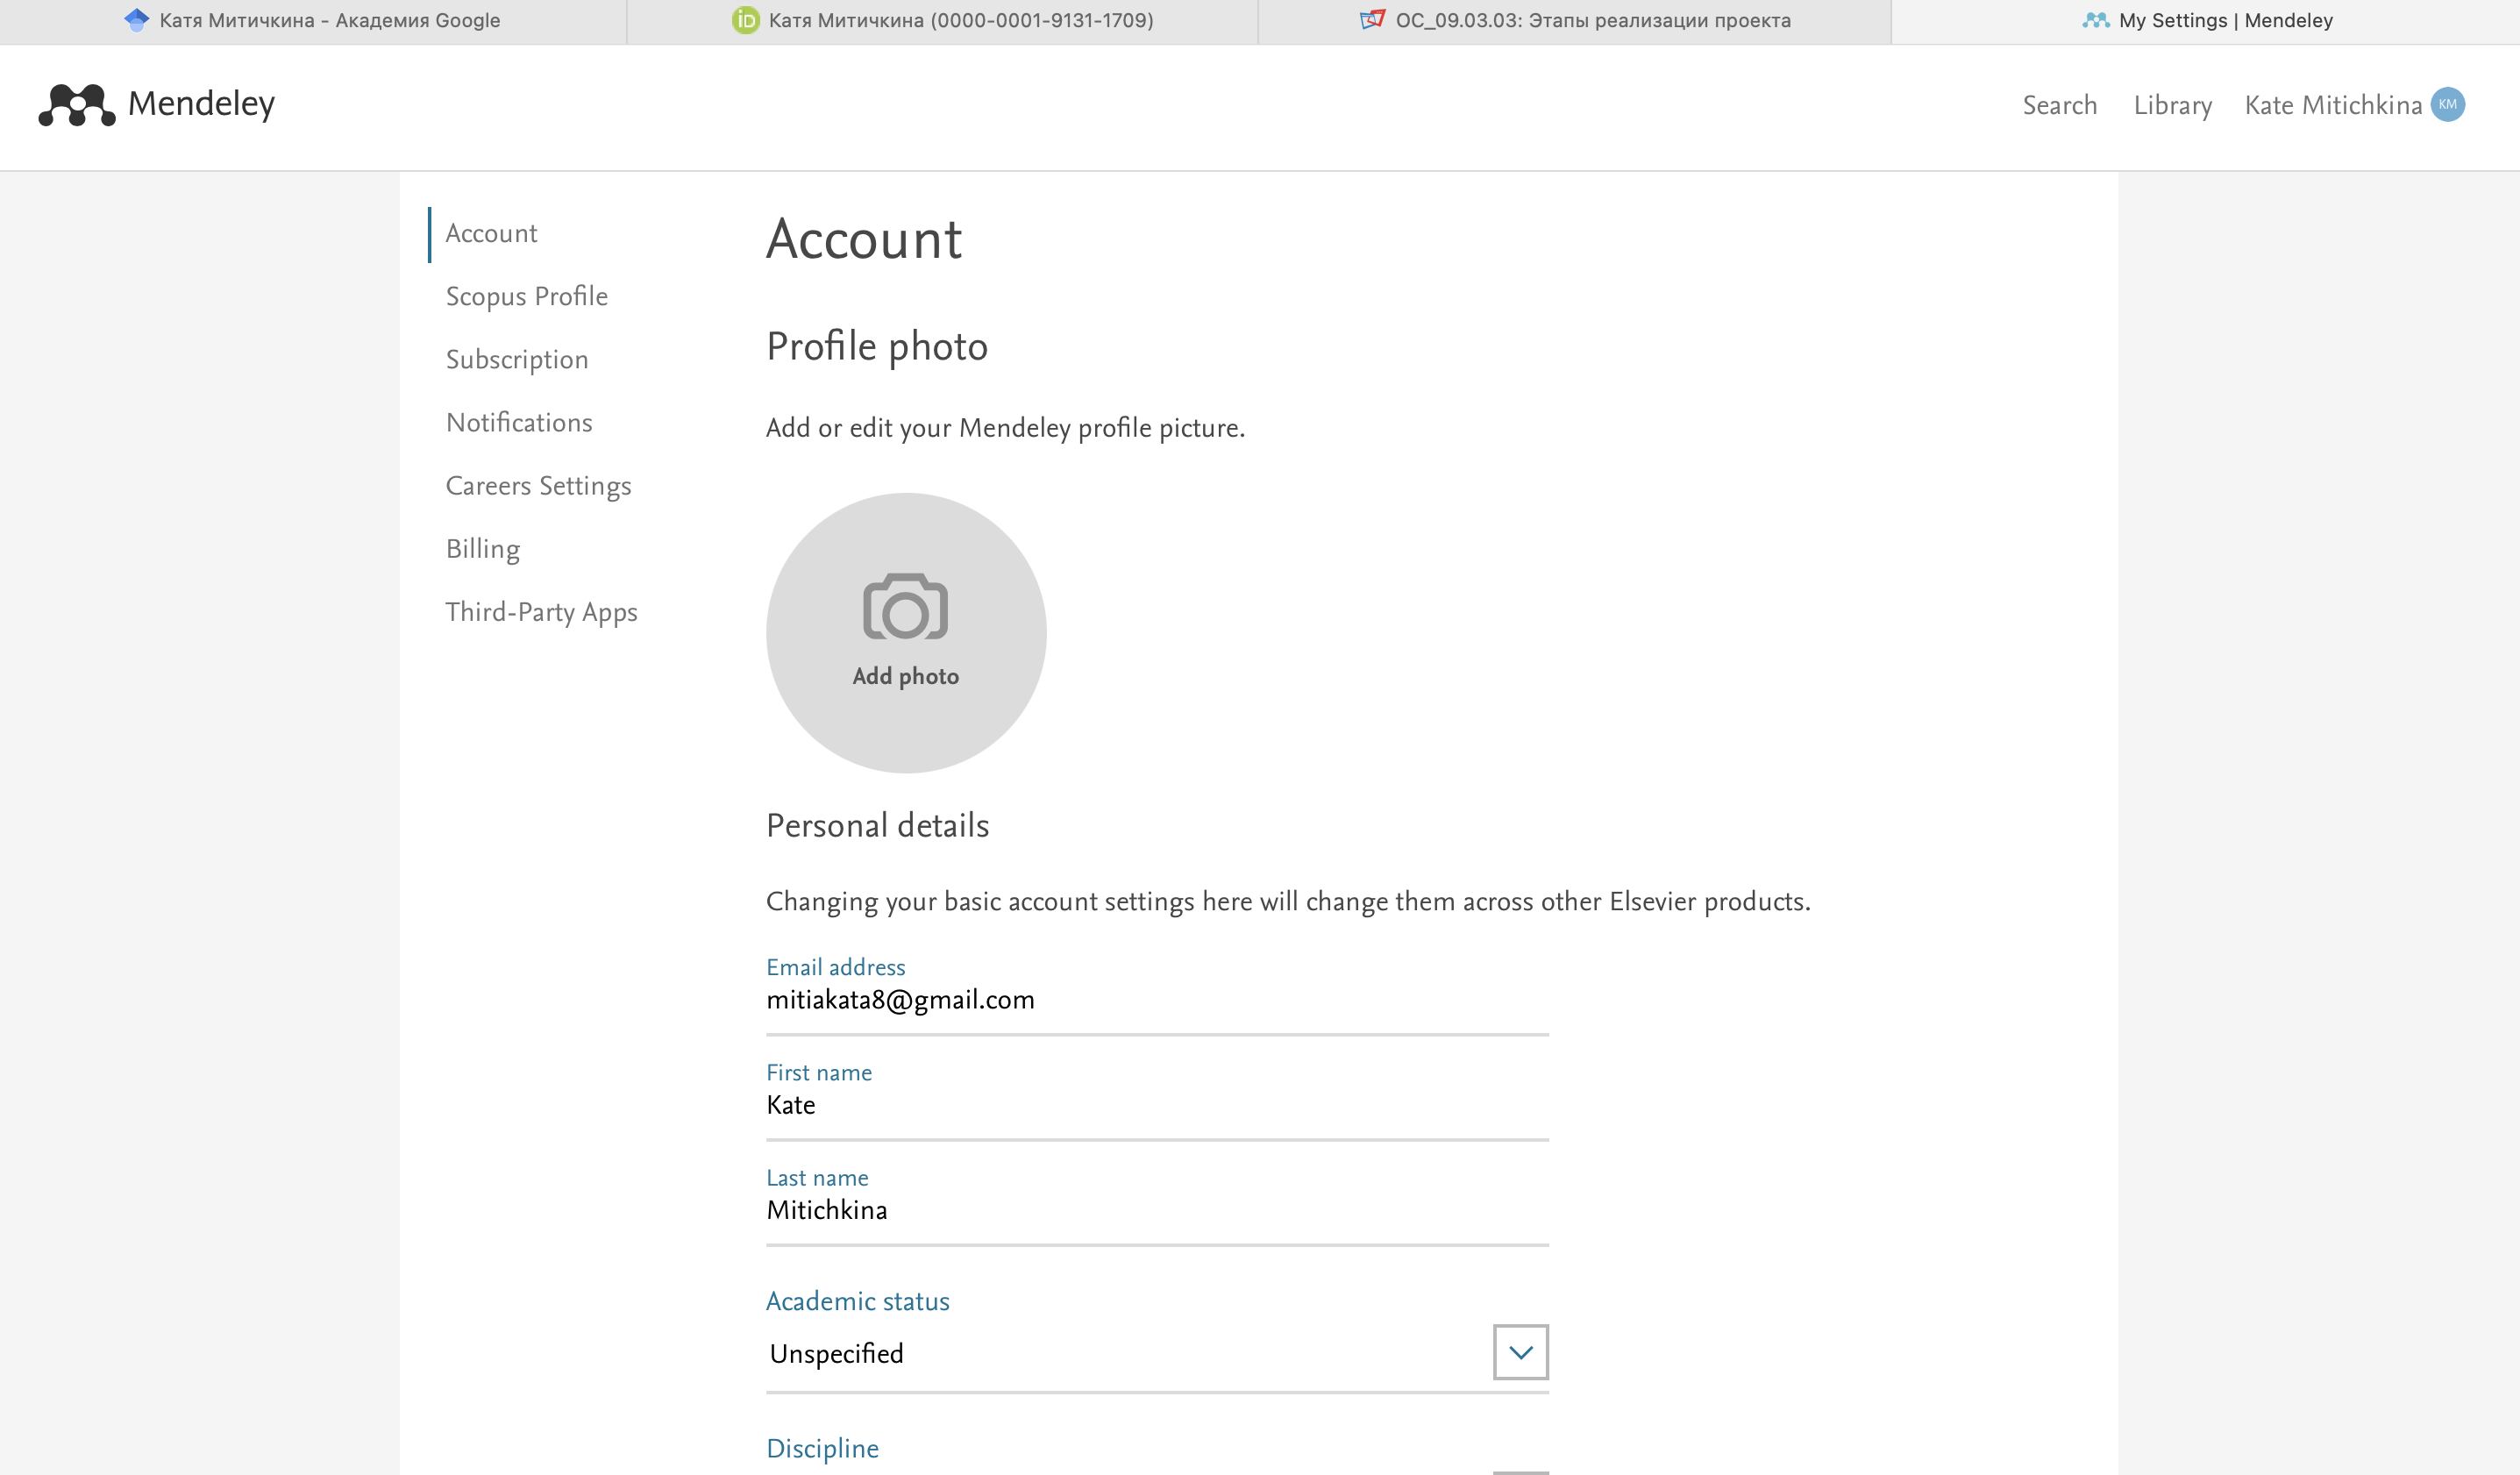 Катя Митичкина - Академия Google
iD Катя Митичкина (0000-0001-9131-1709)
ОС_09.03.03: Этапы реализации проекта
My Settings | Mendeley
Mendeley
Search
Library
Kate Mitichkina
KM
Account
Scopus Profile
Subscription
Notifications
Careers Settings
Billing
Third-Party Apps
Account
Profile photo
Add or edit your Mendeley profile picture.
Add photo
Personal details
Changing your basic account settings here will change them across other Elsevier products.
Email address
mitiakata8@gmail.com
First name
Kate
Last name
Mitichkina
Academic status
Unspecified
Discipline